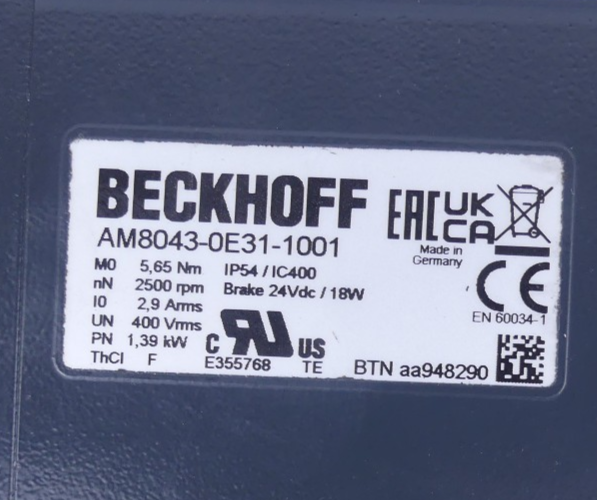 BECKHOFF
AM8043-0E31-1001
M0 5,65 Nm IP54 / IC400
nN 2500 rpm Brake 24Vdc / 18W
I0 2,9 Arms
UN 400 Vrms
PN 1,39 kW
ThCl F
C RU US
E355768 TE
EAC UK CA
Made in
Germany
CE
EN 60034-1
BTN aa948290